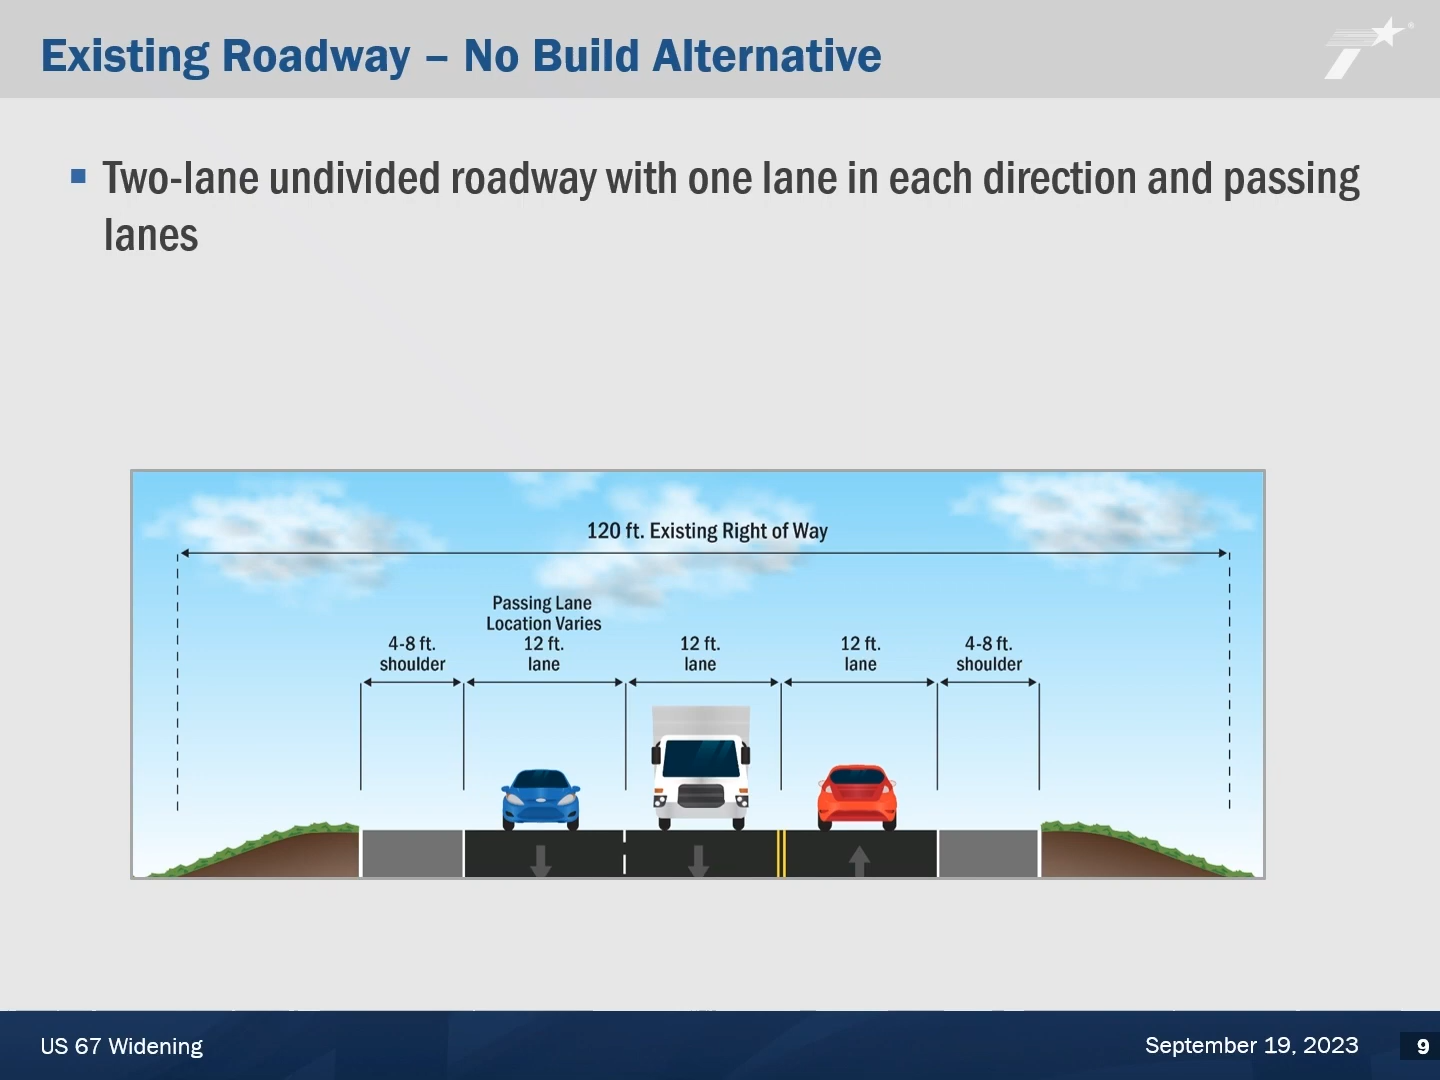 Existing Roadway – No Build Alternative
Two-lane undivided roadway with one lane in each direction and passing
lanes
120 ft. Existing Right of Way
Passing Lane
Location Varies
4-8 ft.
shoulder
12 ft.
lane
12 ft.
lane
12 ft.
lane
4-8 ft.
shoulder
US 67 Widening
September 19, 2023
9